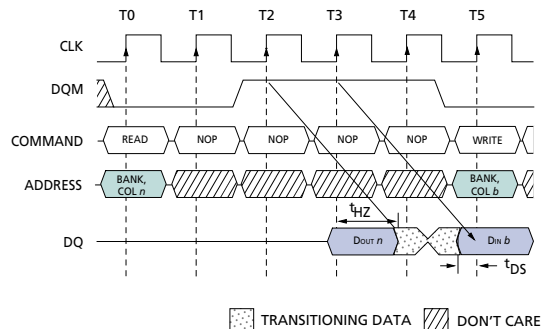 T0 T1 T2 T3 T4 T5
CLK
DQM
COMMAND READ NOP NOP NOP NOP WRITE
ADDRESS BANK, COL n BANK, COL b
tHZ
DQ DOUT n DIN b
tDS
TRANSITIONING DATA DON'T CARE